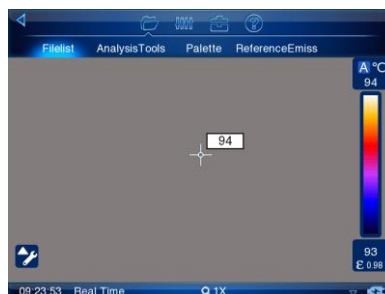 Filelist AnalysisTools Palette ReferenceEmiss
A °C
94
94
93
ε 0.98
09:23:53 Real Time 1X